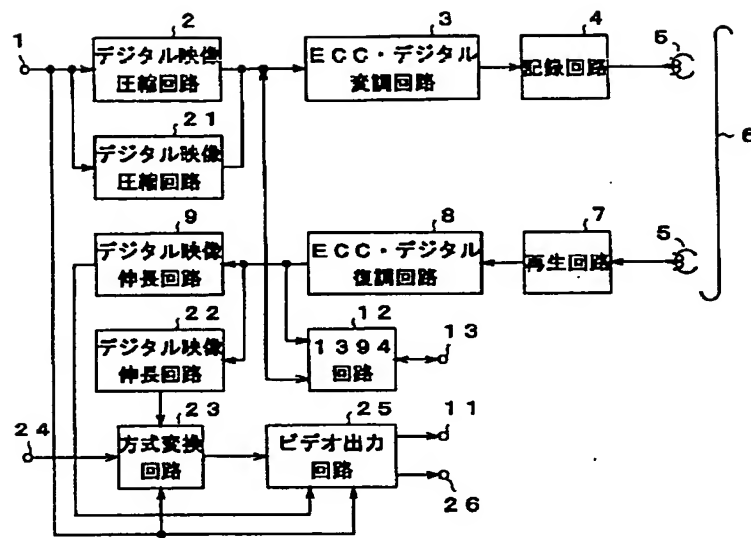 1
2
デジタル映像
圧縮回路
3
ECC・デジタル
変調回路
4
記録回路
5
6
21
デジタル映像
圧縮回路
9
デジタル映像
伸長回路
8
ECC・デジタル
復調回路
7
再生回路
5
22
デジタル映像
伸長回路
12
1394
回路
13
24
23
方式変換
回路
25
ビデオ出力
回路
11
26